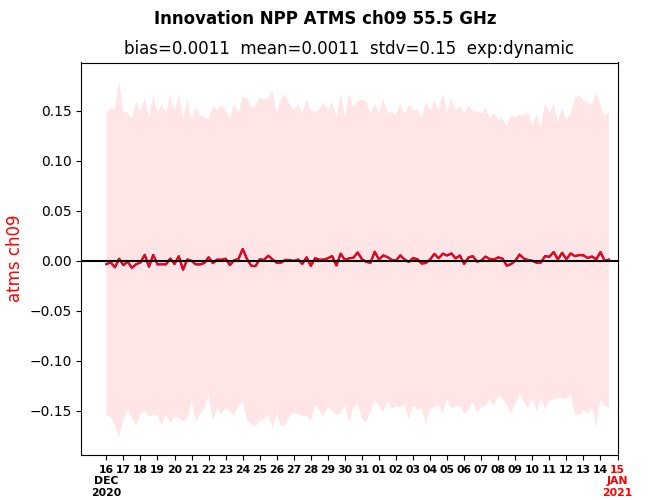 Innovation NPP ATMS ch09 55.5 GHz
bias=0.0011 mean=0.0011 stdv=0.15 exp:dynamic
atms ch09
0.15
0.10
0.05
0.00
−0.05
−0.10
−0.15
16 17 18 19 20 21 22 23 24 25 26 27 28 29 30 31 01 02 03 04 05 06 07 08 09 10 11 12 13 14 15
DEC JAN
2020 2021